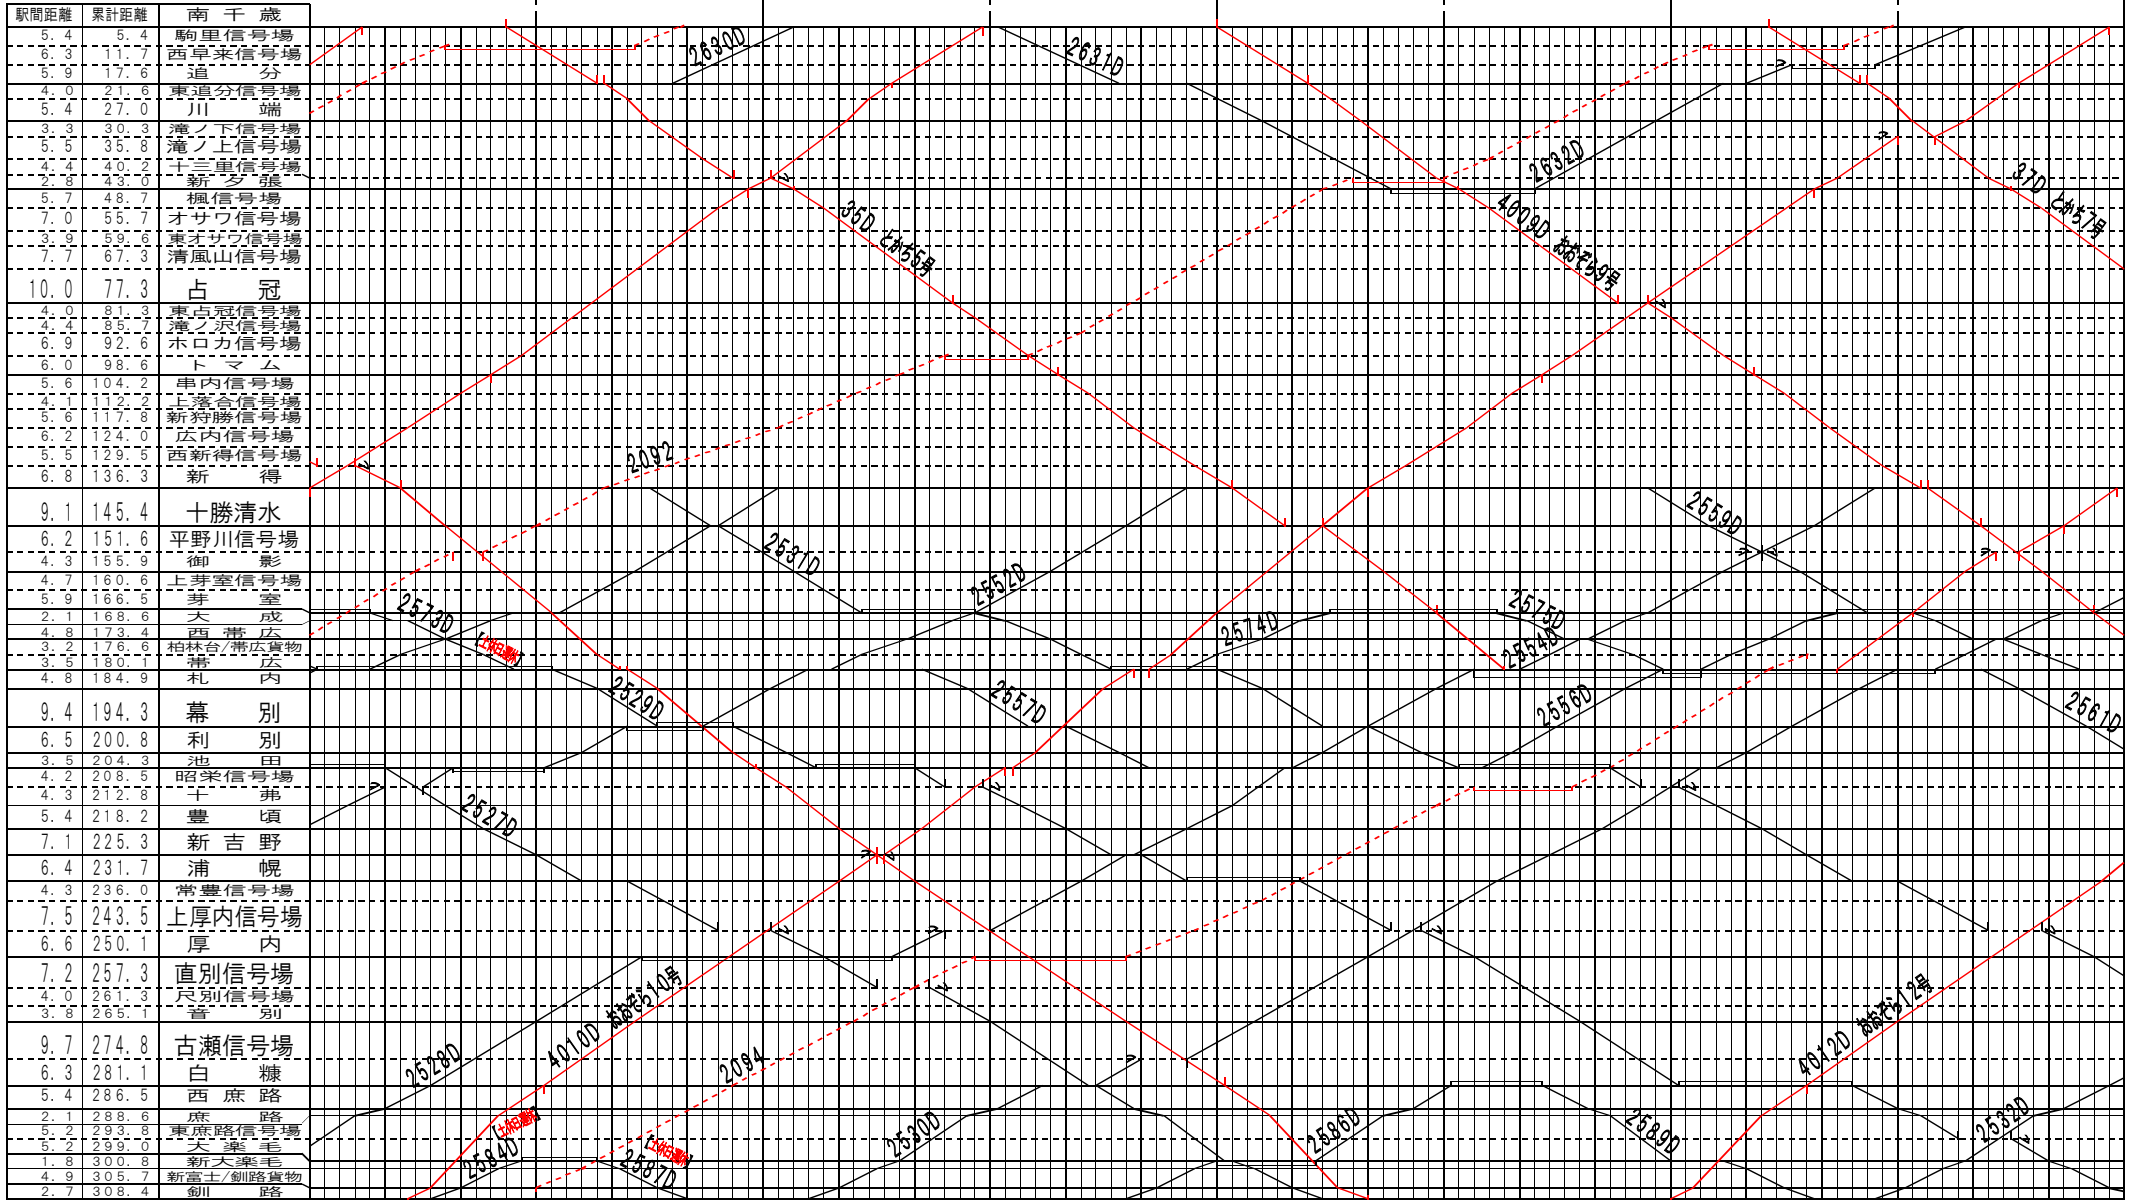 駅間距離 累計距離 南千歳
5.4 5.4 駒里信号場
6.3 11.7 西早来信号場
5.9 17.6 追分
4.0 21.6 東追分信号場
5.4 27.0 川端
3.3 30.3 滝ノ下信号場
5.5 35.8 滝ノ上信号場
4.4 40.2 十三里信号場
2.8 43.0 新夕張
5.7 48.7 楓信号場
7.0 55.7 オサワ信号場
3.9 59.6 東オサワ信号場
7.7 67.3 清風山信号場
10.0 77.3 占冠
4.0 81.3 東占冠信号場
4.4 85.7 滝ノ沢信号場
6.9 92.6 ホロカ信号場
6.0 98.6 トマム
5.6 104.2 串内信号場
4.1 112.2 上落合信号場
5.6 117.8 新狩勝信号場
6.2 124.0 広内信号場
5.5 129.5 西新得信号場
6.8 136.3 新得
9.1 145.4 十勝清水
6.2 151.6 平野川信号場
4.3 155.9 御影
4.7 160.6 上芽室信号場
5.9 166.5 芽室
2.1 168.6 大成
4.8 173.4 西帯広
3.2 176.6 柏林台/帯広貨物
3.5 180.1 帯広
4.8 184.9 札内
9.4 194.3 幕別
6.5 200.8 利別
3.5 204.3 池田
4.2 208.5 昭栄信号場
4.3 212.8 十弗
5.4 218.2 豊頃
7.1 225.3 新吉野
6.4 231.7 浦幌
4.3 236.0 常豊信号場
7.5 243.5 上厚内信号場
6.6 250.1 厚内
7.2 257.3 直別信号場
4.0 261.3 尺別信号場
3.8 265.1 音別
9.7 274.8 古瀬信号場
6.3 281.1 白糠
5.4 286.5 西庶路
2.1 288.6 庶路
5.2 293.8 東庶路信号場
5.2 299.0 大楽毛
1.8 300.8 新大楽毛
4.9 305.7 新富士/釧路貨物
2.7 308.4 釧路
2630D
2631D
2632D
35D とかち5号
4009D おおぞら9号
37D とかち7号
2092
2531D
2552D
2559D
2573D
[土休日運休]
2574D
2575D
2554D
2529D
2557D
2556D
2561D
2527D
2528D
4010D おおぞら10号
2094
4012D おおぞら12号
2584D
[土休日運休]
2587D
[土休日運休]
2530D
2586D
2589D
2532D